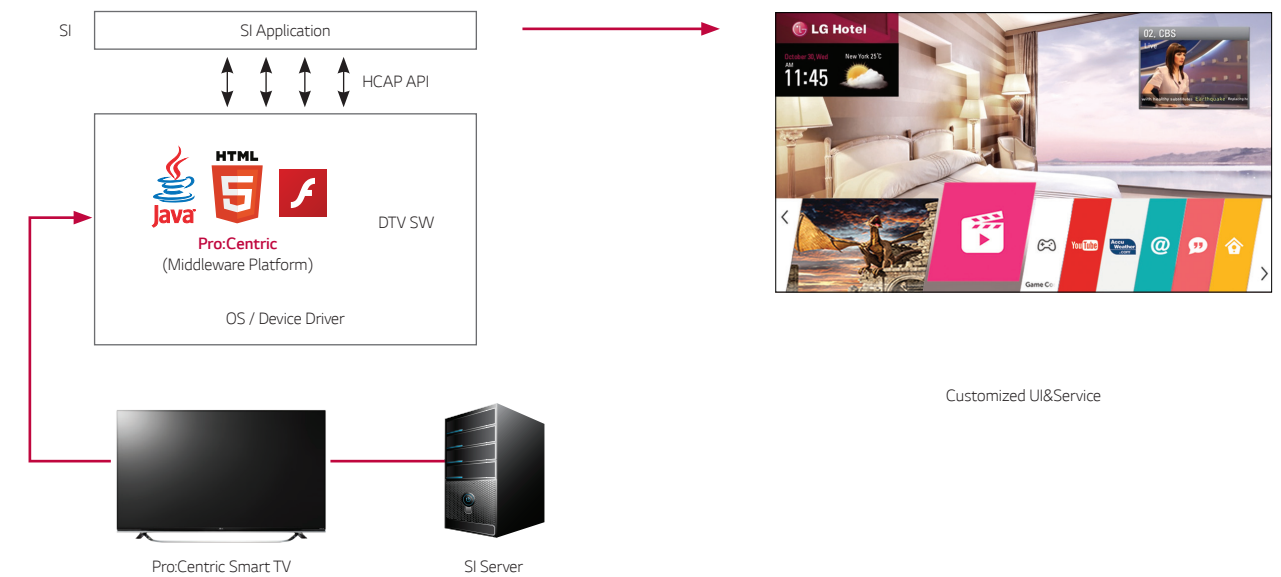 SI
SI Application
HCAP API
HTML
Java
Pro:Centric
(Middleware Platform)
DTV SW
OS / Device Driver
Pro:Centric Smart TV
SI Server
LG Hotel
October 30, Wed
New York 25°C
AM
11:45
02. CBS
Live
Earthquake
Game Co
YouTube
Accu
Weather
.com
@
Customized UI&Service